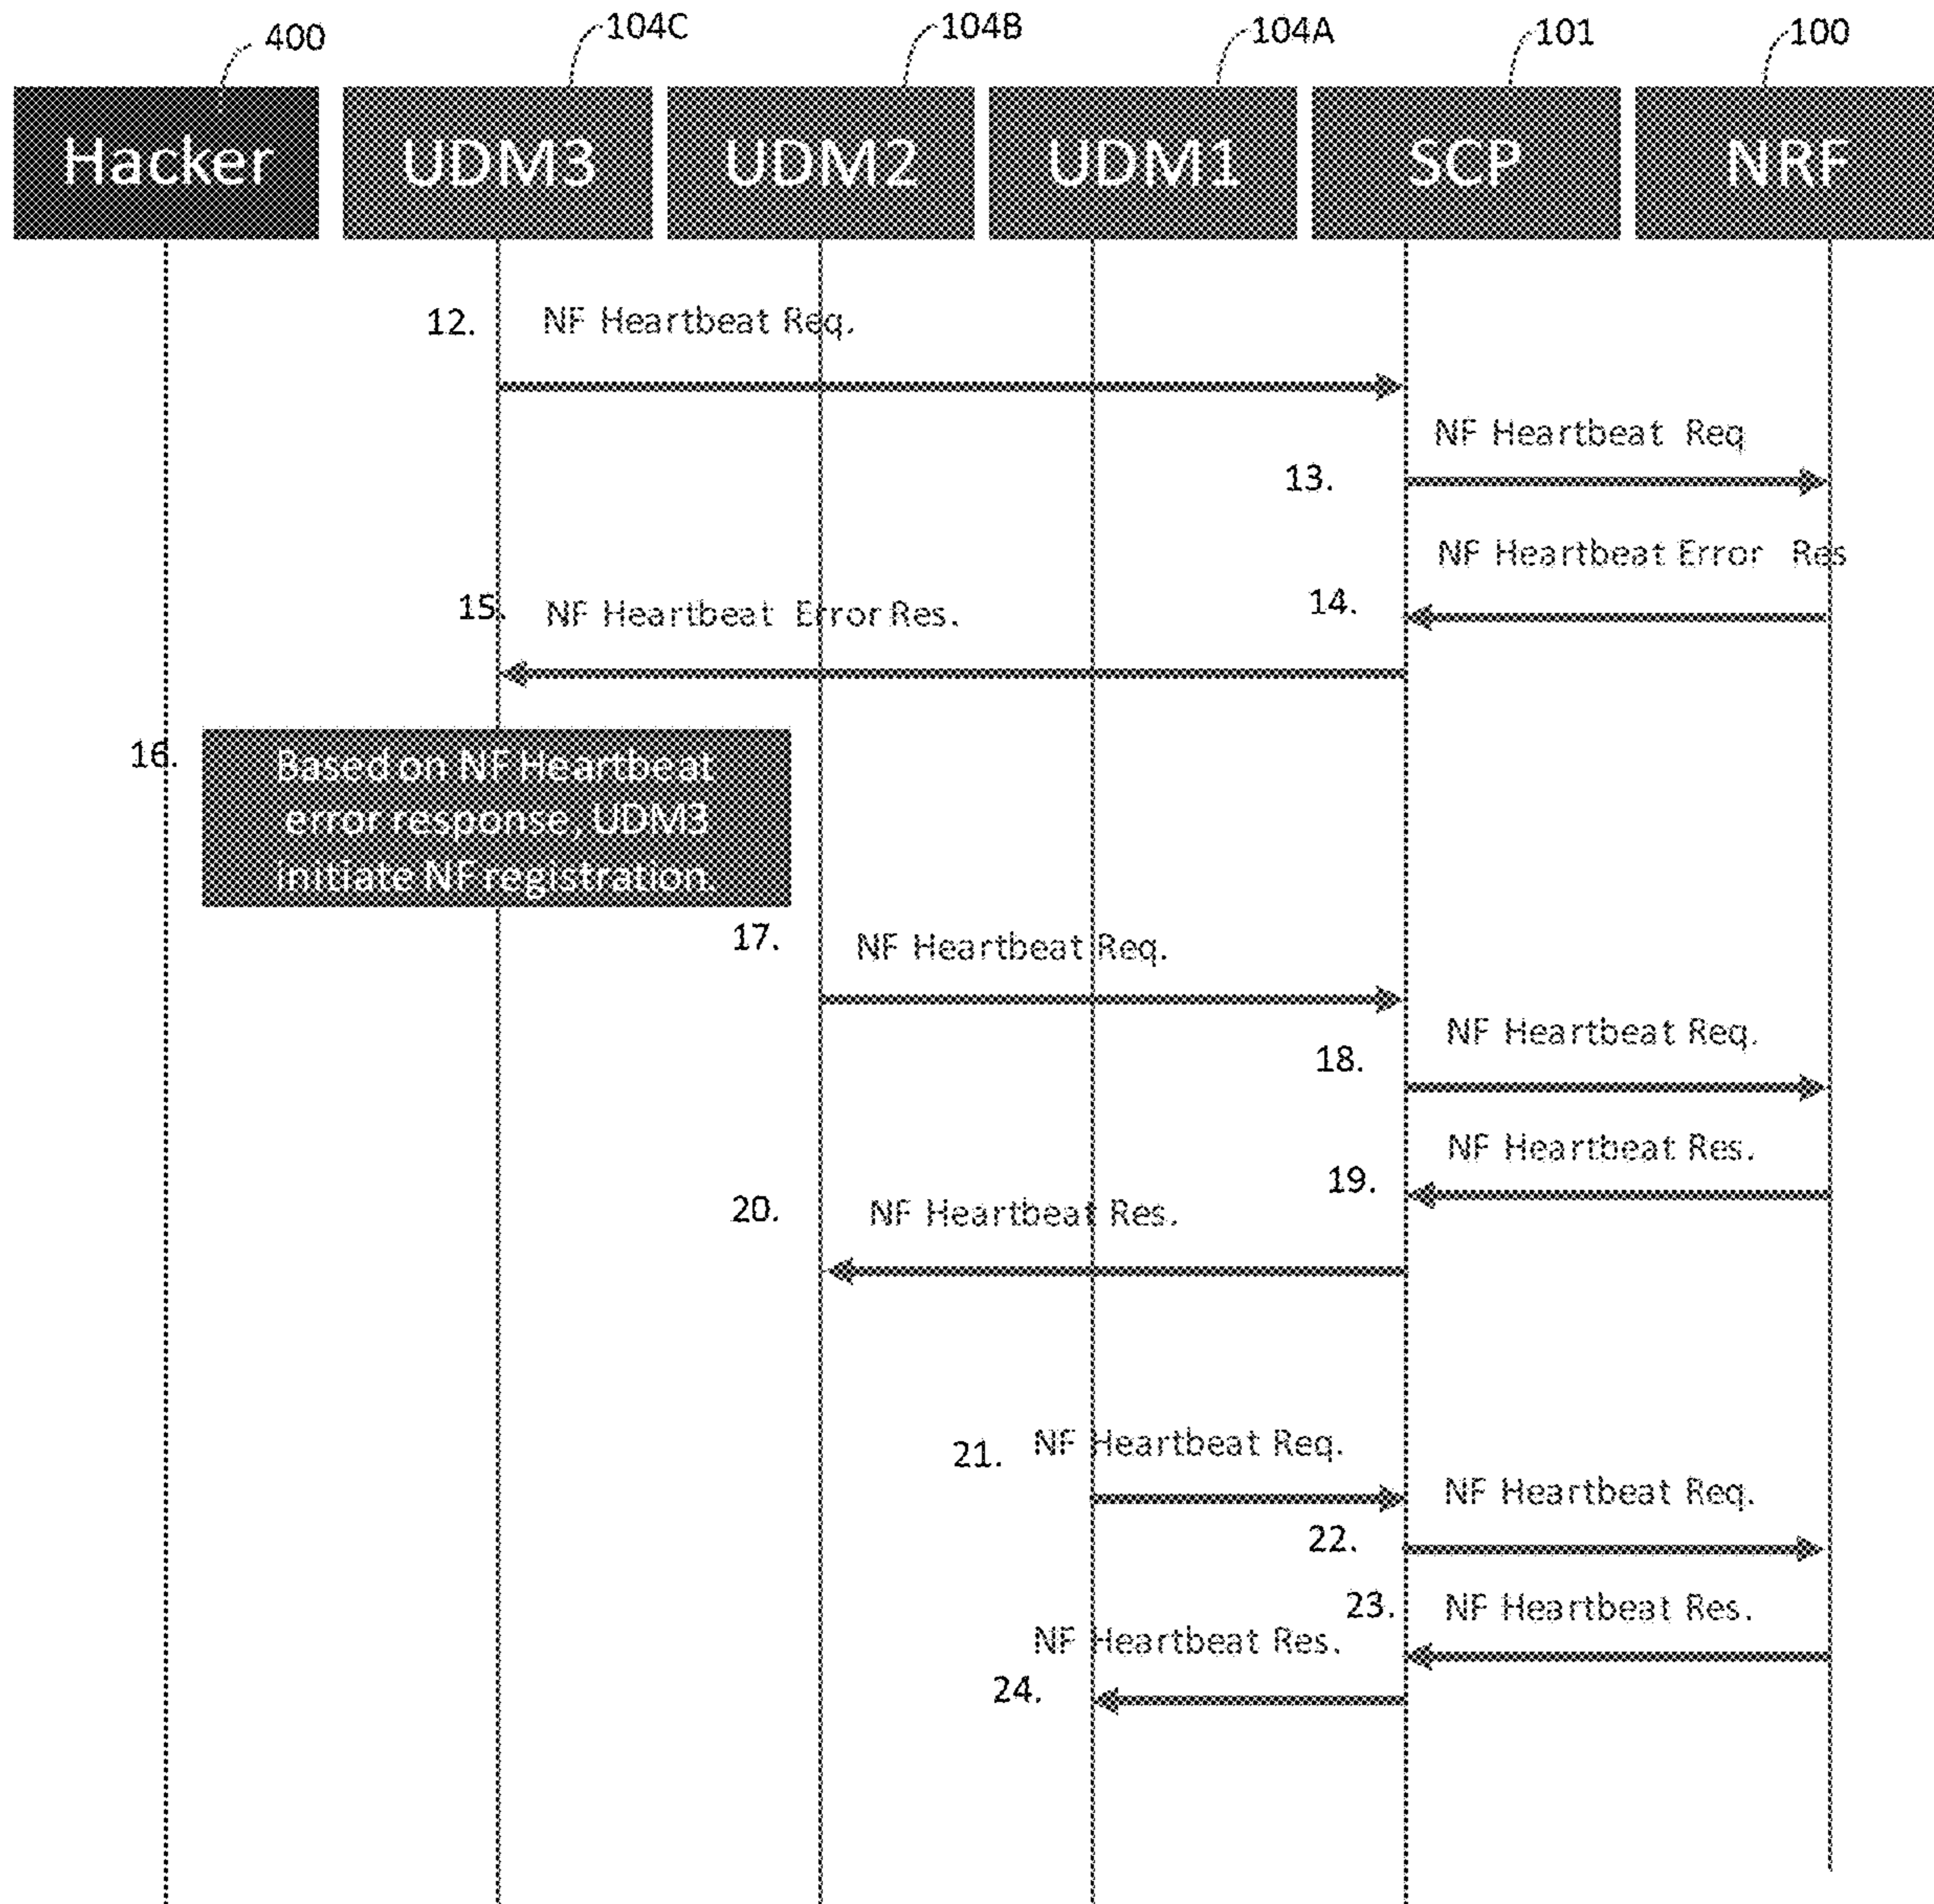 400
104C
104B
104A
101
100
Hacker
UDM3
UDM2
UDM1
SCP
NRF
12. NF Heartbeat Req.
NF Heartbeat Req
13.
NF Heartbeat Error Res
14.
15. NF Heartbeat Error Res.
16.
Based on NF Heartbeat
error response, UDM3
initiate NF registration
17. NF Heartbeat Req.
NF Heartbeat Req.
18.
NF Heartbeat Res.
19.
20. NF Heartbeat Res.
21. NF Heartbeat Req.
NF Heartbeat Req.
22.
23. NF Heartbeat Res.
NF Heartbeat Res.
24.